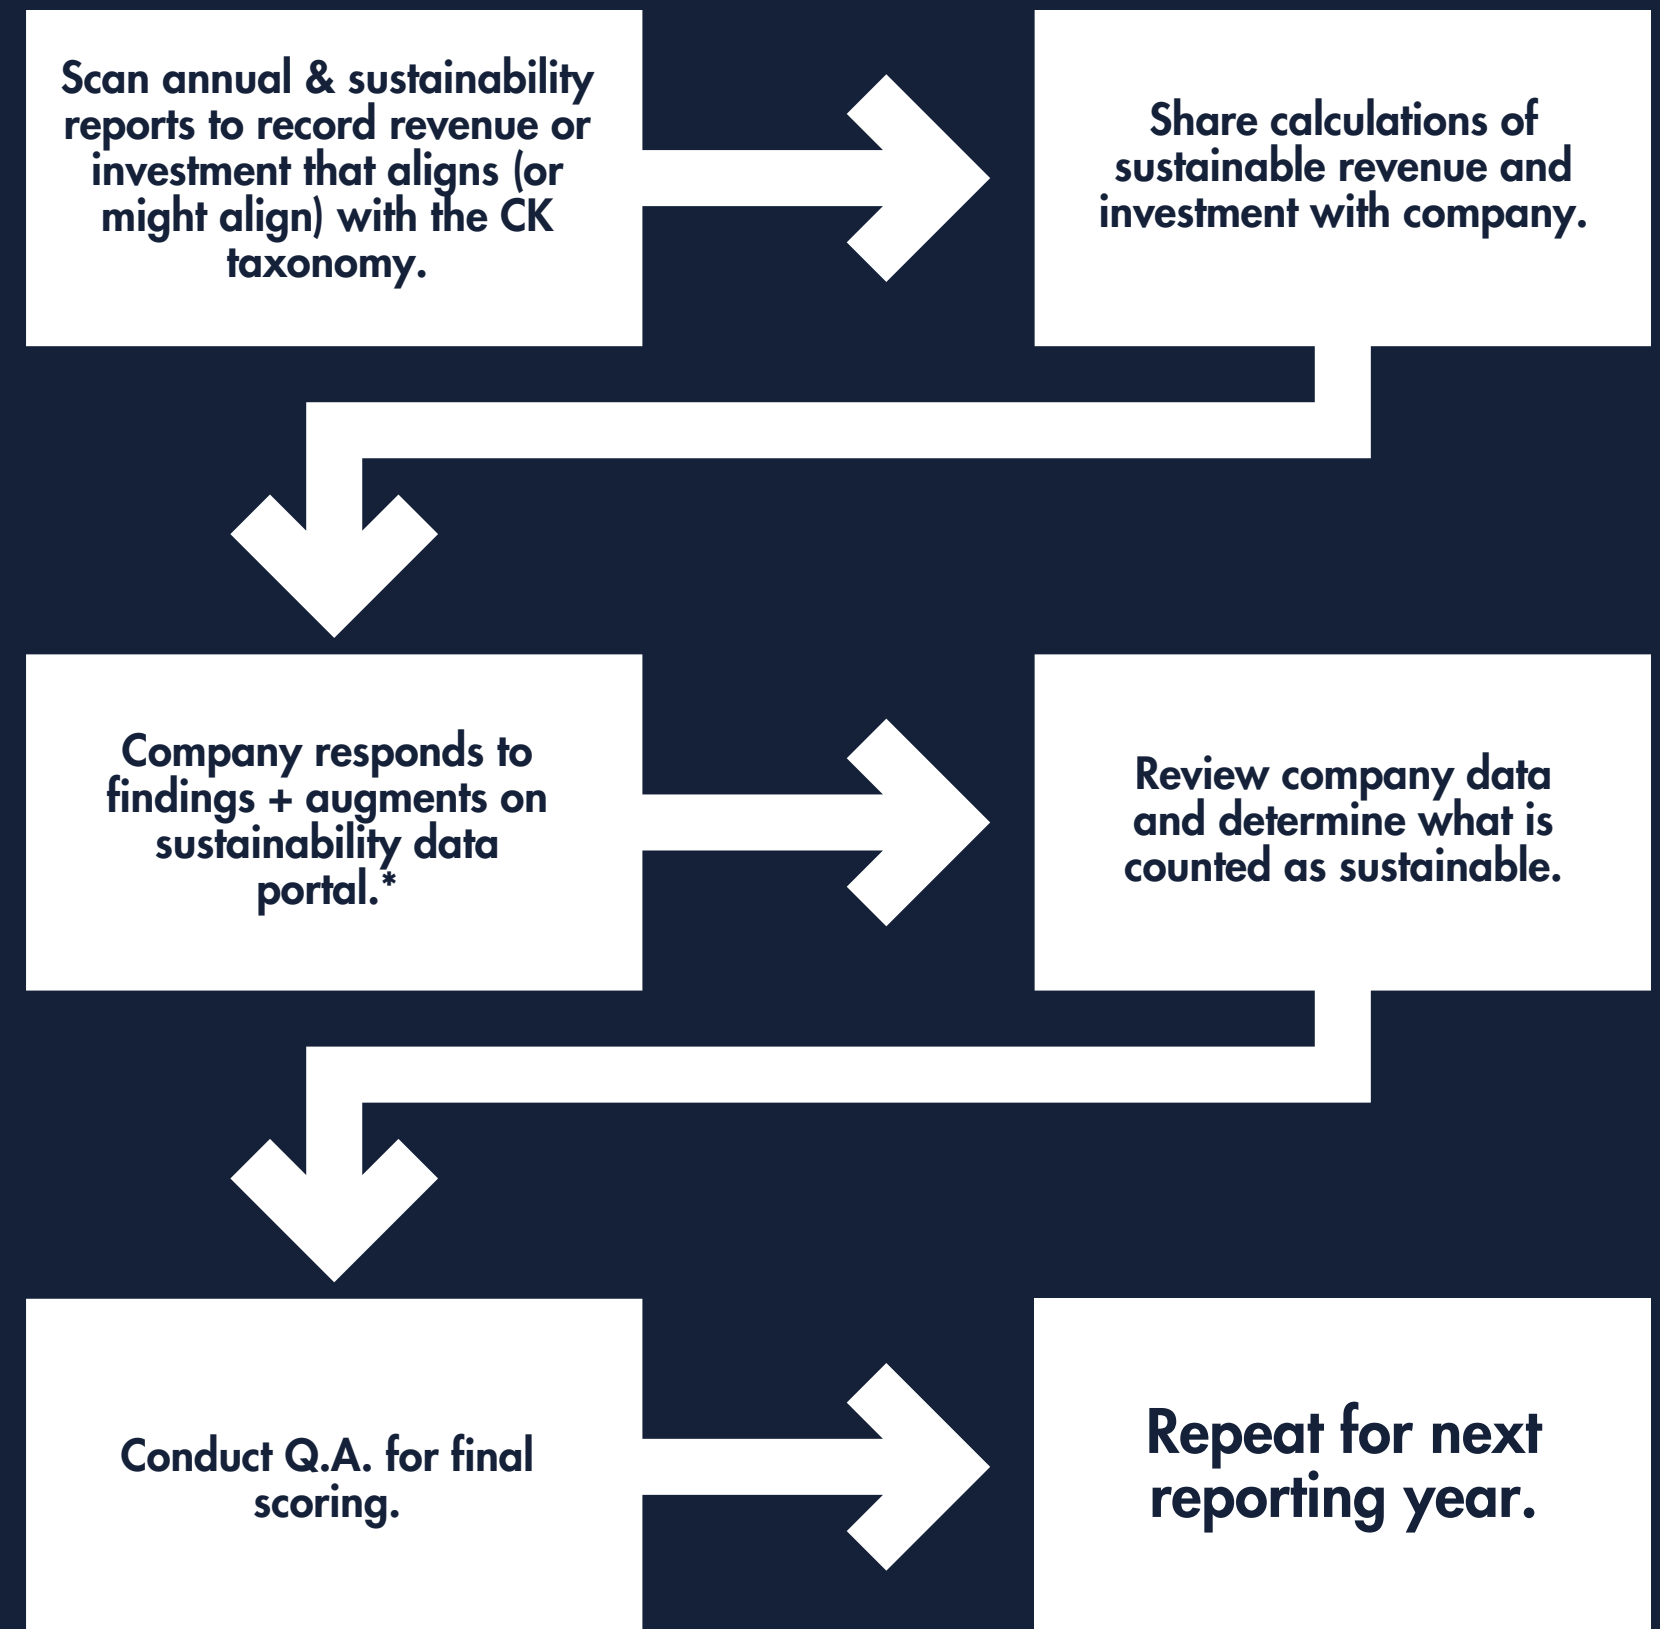 Scan annual & sustainability
reports to record revenue or
investment that aligns (or
might align) with the CK
taxonomy.
Share calculations of
sustainable revenue and
investment with company.
Company responds to
findings + augments on
sustainability data
portal.*
Review company data
and determine what is
counted as sustainable.
Conduct Q.A. for final
scoring.
Repeat for next
reporting year.